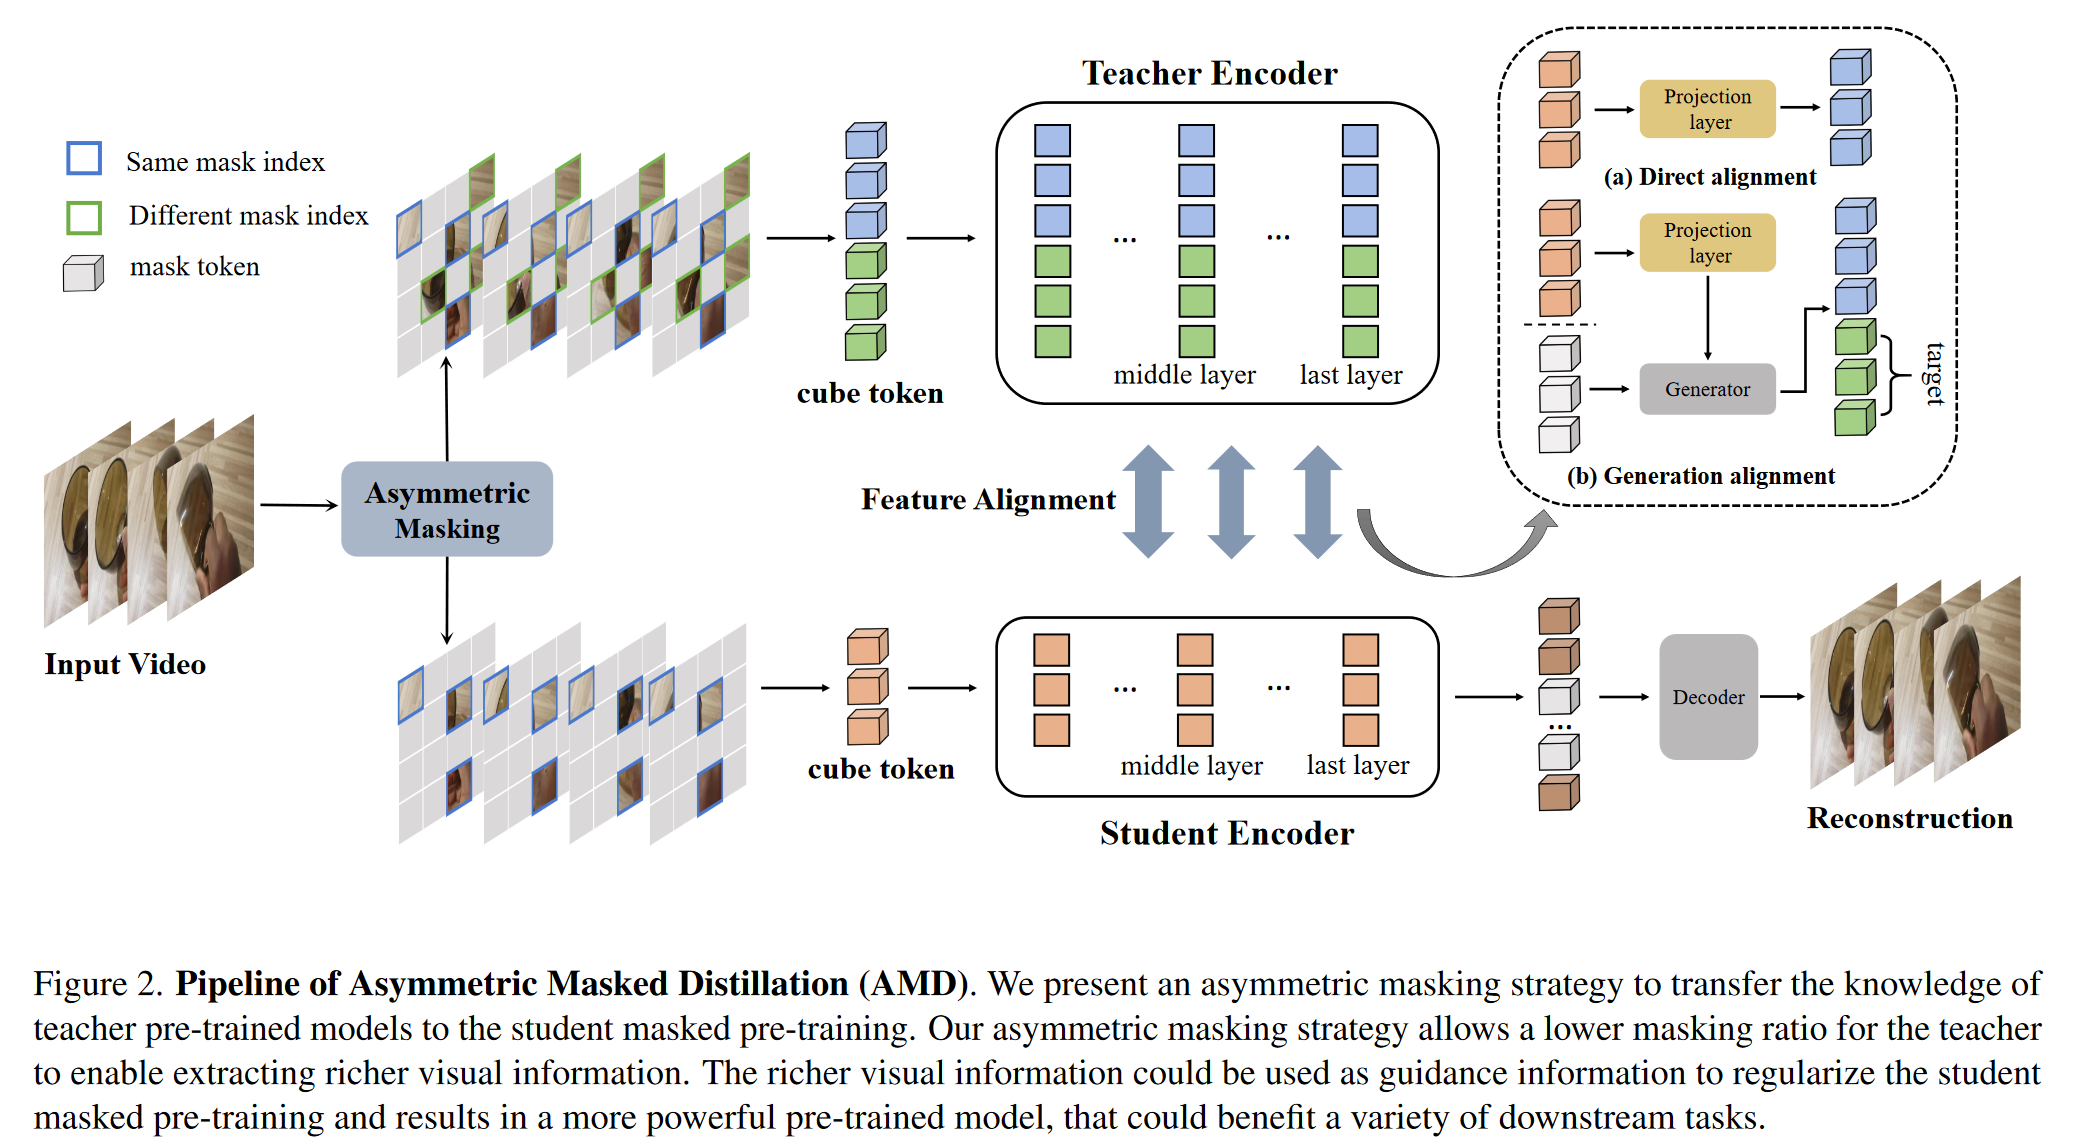 Same mask index
Different mask index
mask token
Input Video
Asymmetric
Masking
cube token
cube token
Teacher Encoder
...
...
middle layer
last layer
Feature Alignment
...
...
middle layer
last layer
Student Encoder
Projection
layer
(a) Direct alignment
Projection
layer
Generator
target
(b) Generation alignment
...
Decoder
Reconstruction
Figure 2. Pipeline of Asymmetric Masked Distillation (AMD). We present an asymmetric masking strategy to transfer the knowledge of
teacher pre-trained models to the student masked pre-training. Our asymmetric masking strategy allows a lower masking ratio for the teacher
to enable extracting richer visual information. The richer visual information could be used as guidance information to regularize the student
masked pre-training and results in a more powerful pre-trained model, that could benefit a variety of downstream tasks.